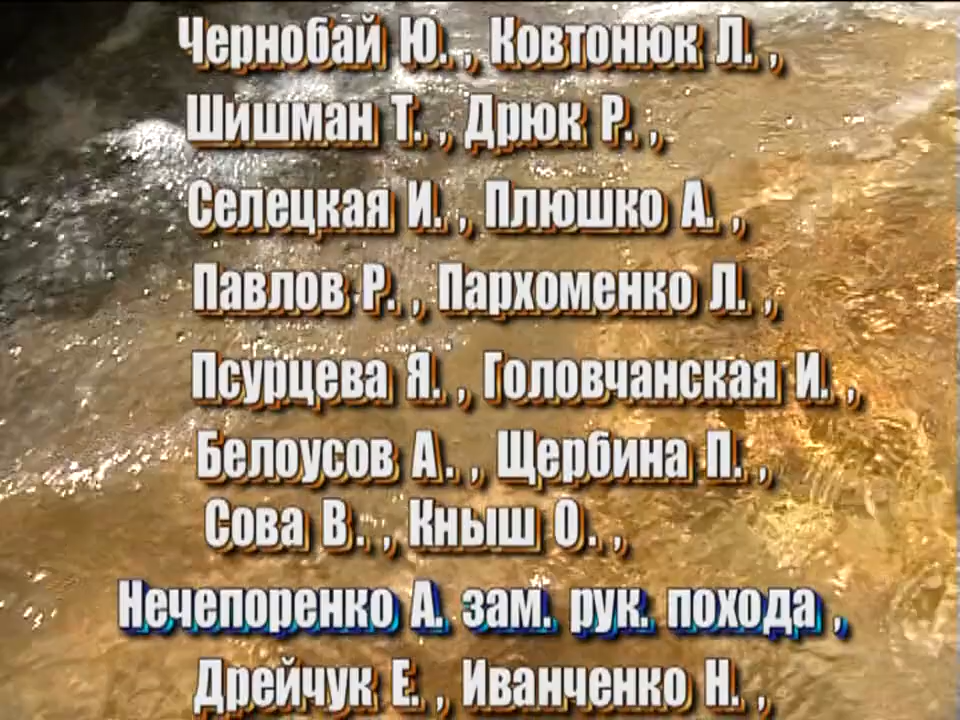 Чернобай Ю. , Ковтонюк Л. ,
Шишман Т. , Дрюк Р. ,
Селецкая И. , Плюшко А. ,
Павлов Р. , Пархоменко Л. ,
Псурцева Я. , Головчанская И. ,
Белоусов А. , Щербина П. ,
Сова В. , Кныш О. ,
Нечепоренко А. зам. рук. похода ,
Дрейчук Е. , Иванченко Н. ,